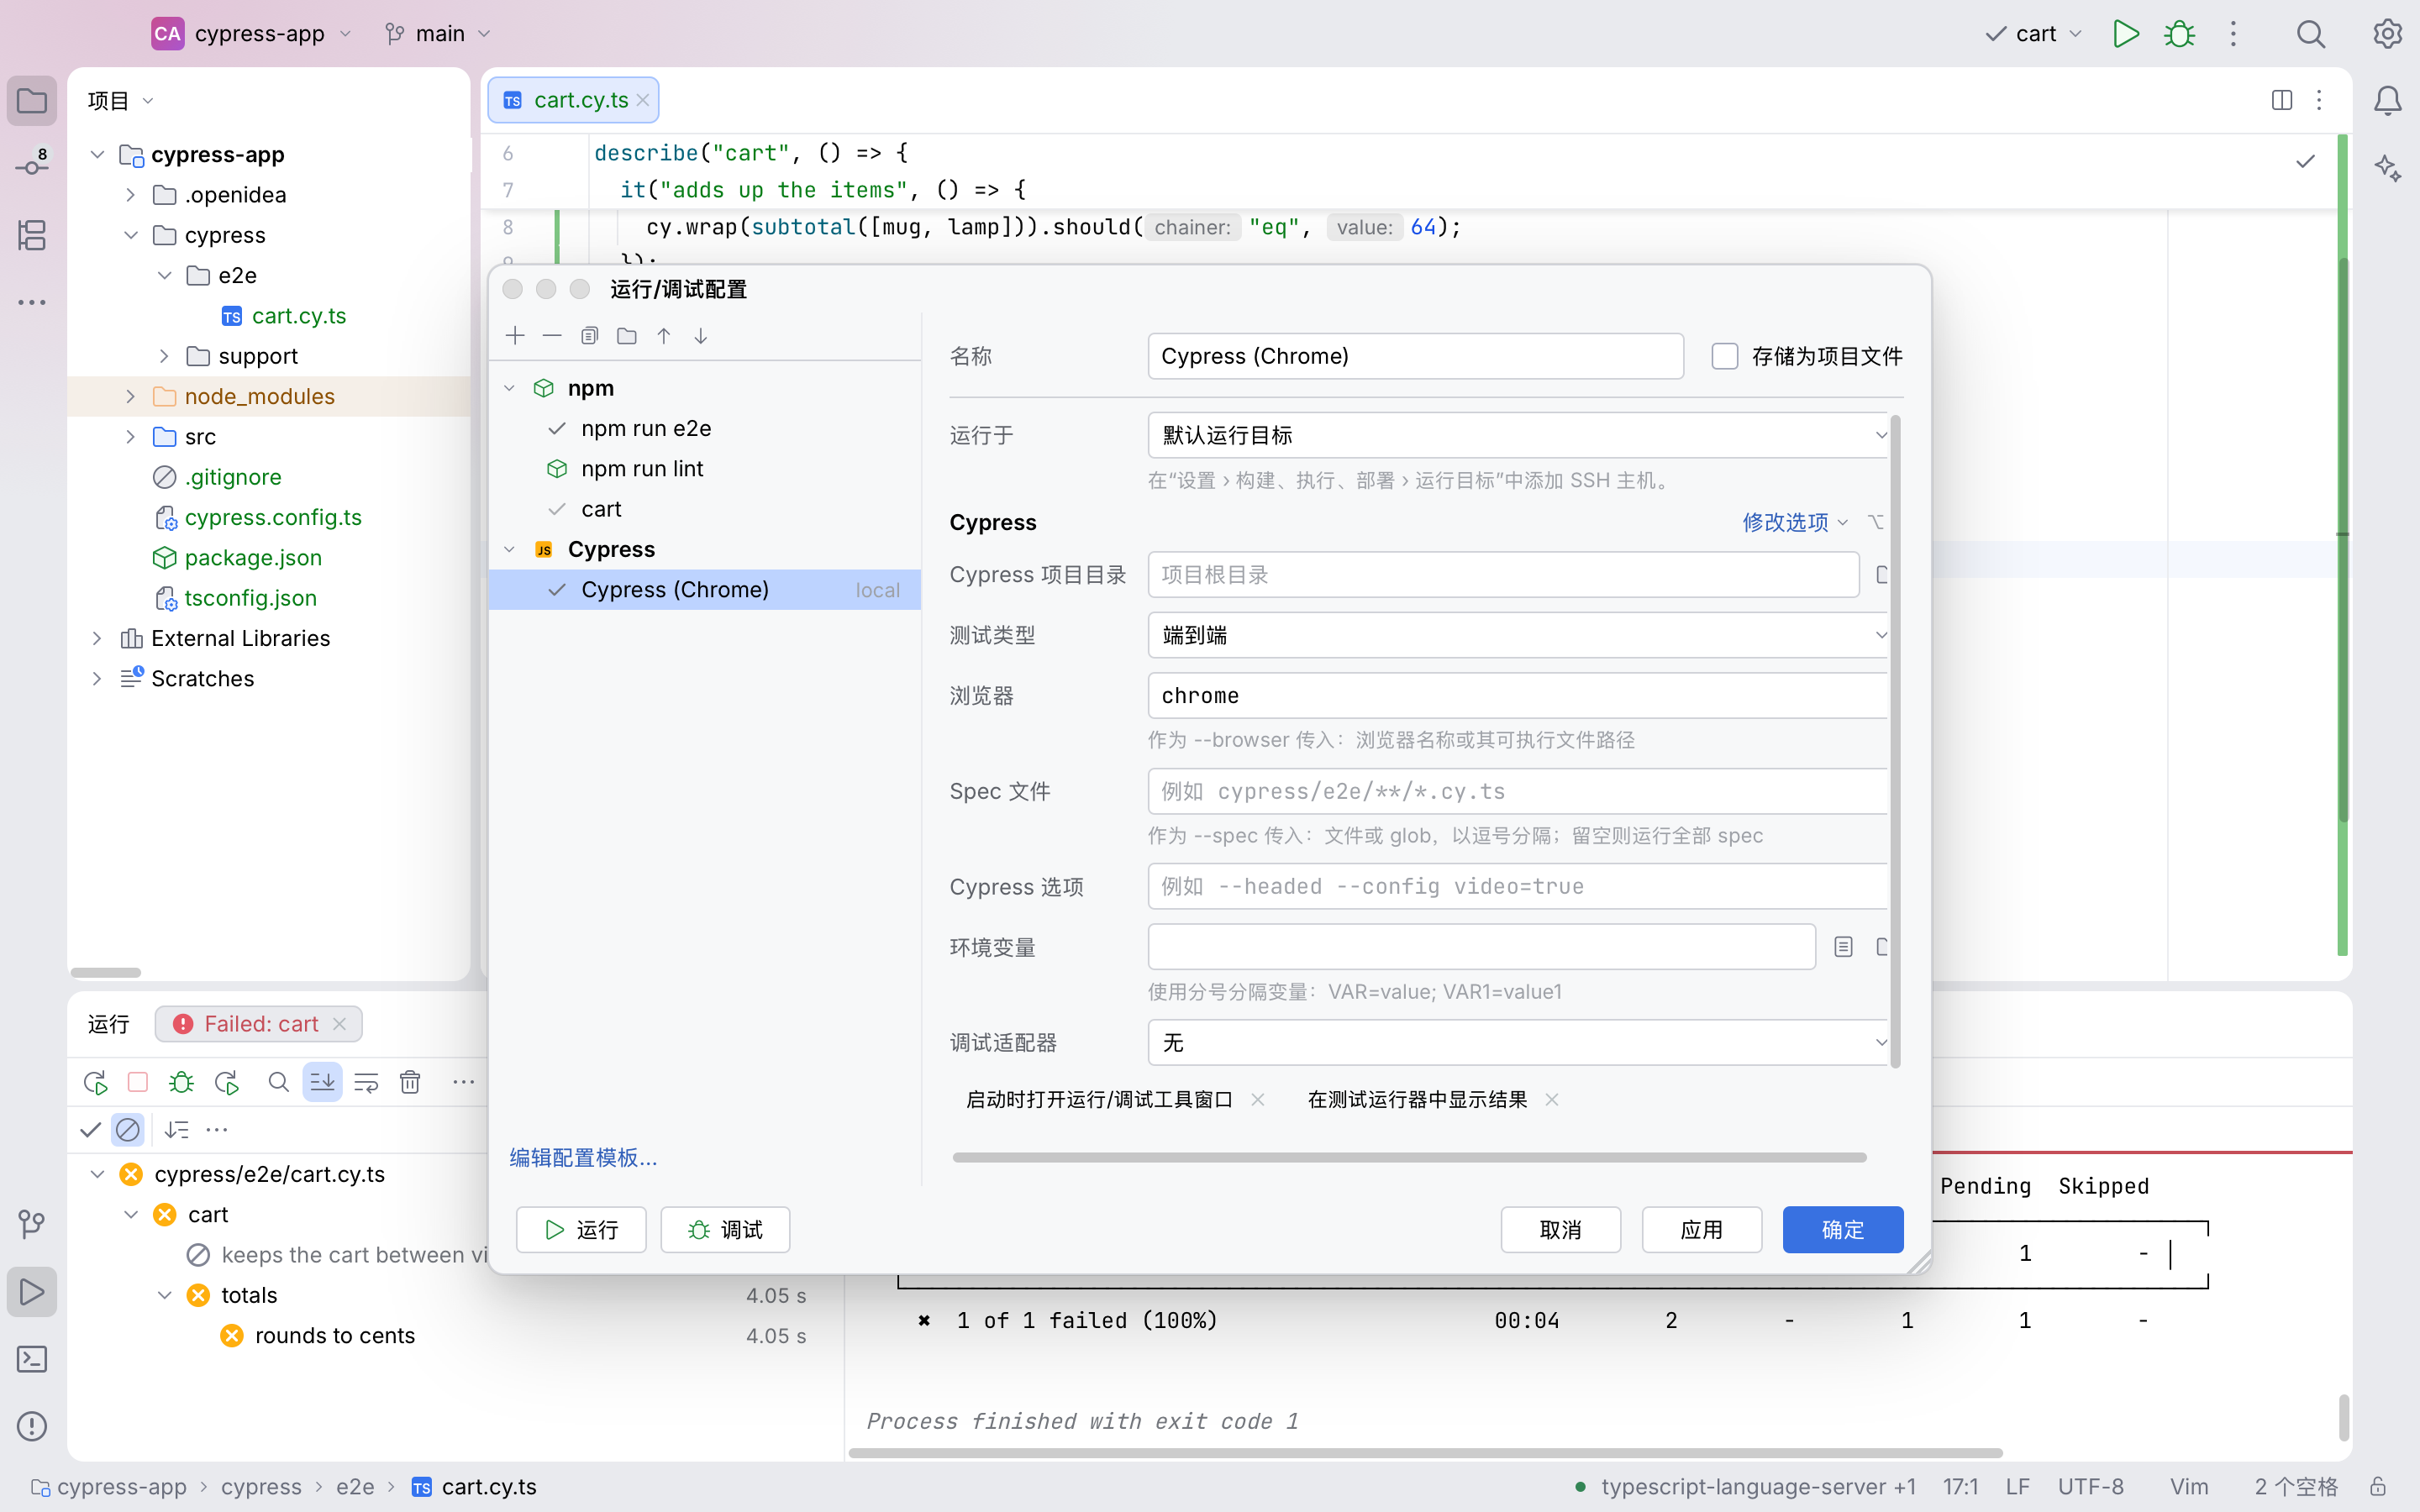 CA cypress-app main cart
项目
cart.cy.ts
8
cypress-app
.openidea
cypress
e2e
TS cart.cy.ts
support
node_modules
src
.gitignore
cypress.config.ts
package.json
tsconfig.json
External Libraries
Scratches
6 describe("cart", () => {
7 it("adds up the items", () => {
8 cy.wrap(subtotal([mug, lamp])).should( chainer: "eq", value: 64);
9 });
运行/调试配置
npm
npm run e2e
npm run lint
cart
JS Cypress
Cypress (Chrome) local
编辑配置模板...
名称 Cypress (Chrome) 存储为项目文件
运行于 默认运行目标
在“设置 › 构建、执行、部署 › 运行目标”中添加 SSH 主机。
Cypress 修改选项 ⌥
Cypress 项目目录 项目根目录
测试类型 端到端
浏览器 chrome
作为 --browser 传入：浏览器名称或其可执行文件路径
Spec 文件 例如 cypress/e2e/**/*.cy.ts
作为 --spec 传入：文件或 glob，以逗号分隔；留空则运行全部 spec
Cypress 选项 例如 --headed --config video=true
环境变量
使用分号分隔变量：VAR=value; VAR1=value1
调试适配器 无
启动时打开运行/调试工具窗口 在测试运行器中显示结果
运行 调试 取消 应用 确定
运行 Failed: cart
cypress/e2e/cart.cy.ts
cart
keeps the cart between vi
totals 4.05 s
rounds to cents 4.05 s
Pending Skipped
1 -
✖ 1 of 1 failed (100%) 00:04 2 - 1 1 -
Process finished with exit code 1
cypress-app › cypress › e2e › TS cart.cy.ts
typescript-language-server +1 17:1 LF UTF-8 Vim 2 个空格